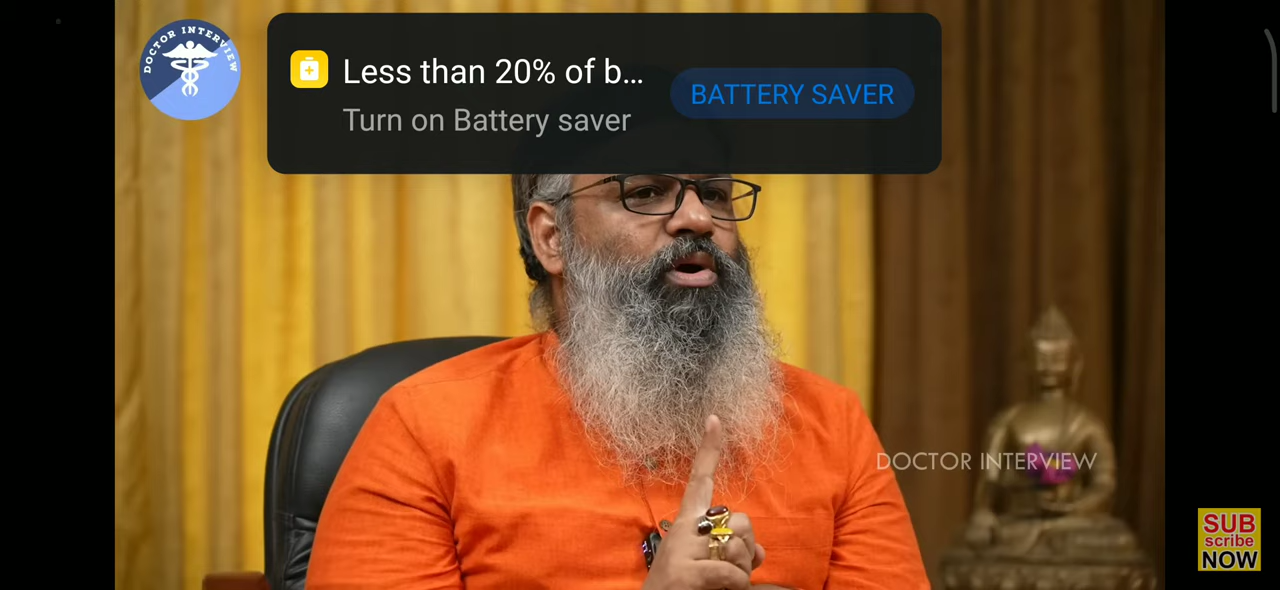 DOCTOR INTERVIEW
Less than 20% of b...
Turn on Battery saver
BATTERY SAVER
DOCTOR INTERVIEW
SUB
scribe
NOW